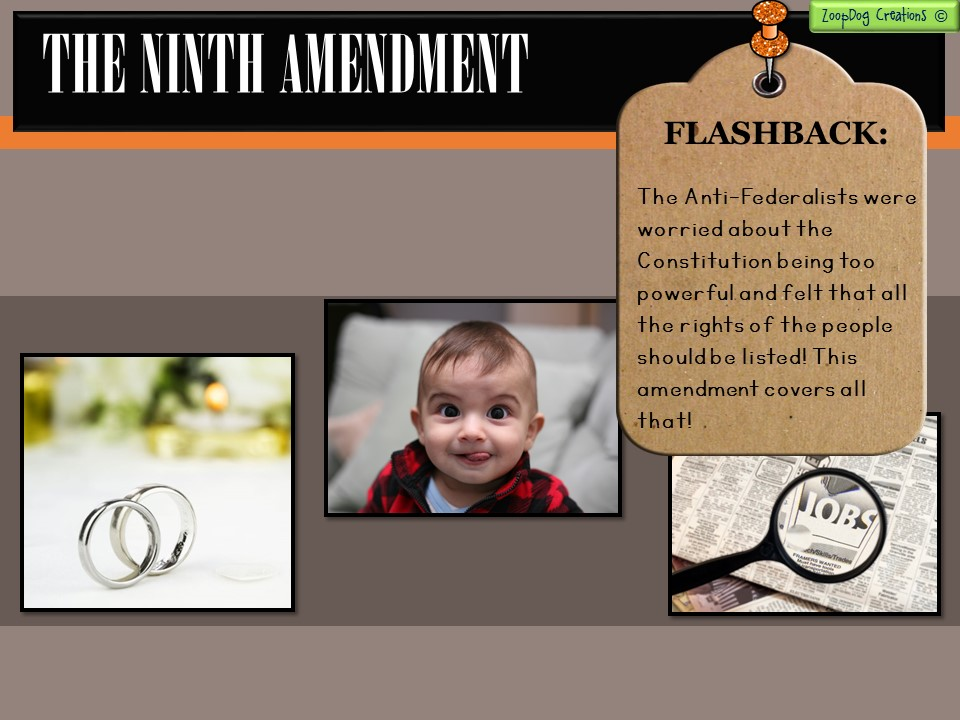 ZoopDog Creations ©
THE NINTH AMENDMENT
FLASHBACK:
The Anti-Federalists were
worried about the
Constitution being too
powerful and felt that all
the rights of the people
should be listed! This
amendment covers all
that!
JOBS
FRAMERS WANTED